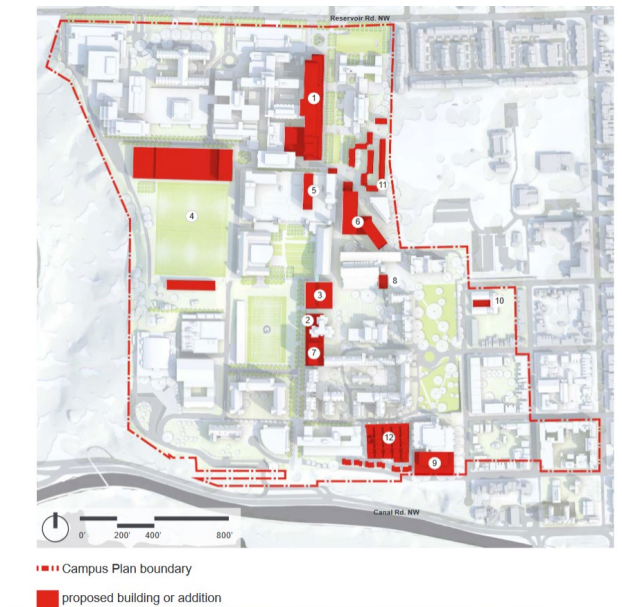 Reservoir Rd. NW
1
11
5
4
6
8
3
10
2
7
12
9
Canal Rd. NW
0' 200' 400' 800'
Campus Plan boundary
proposed building or addition